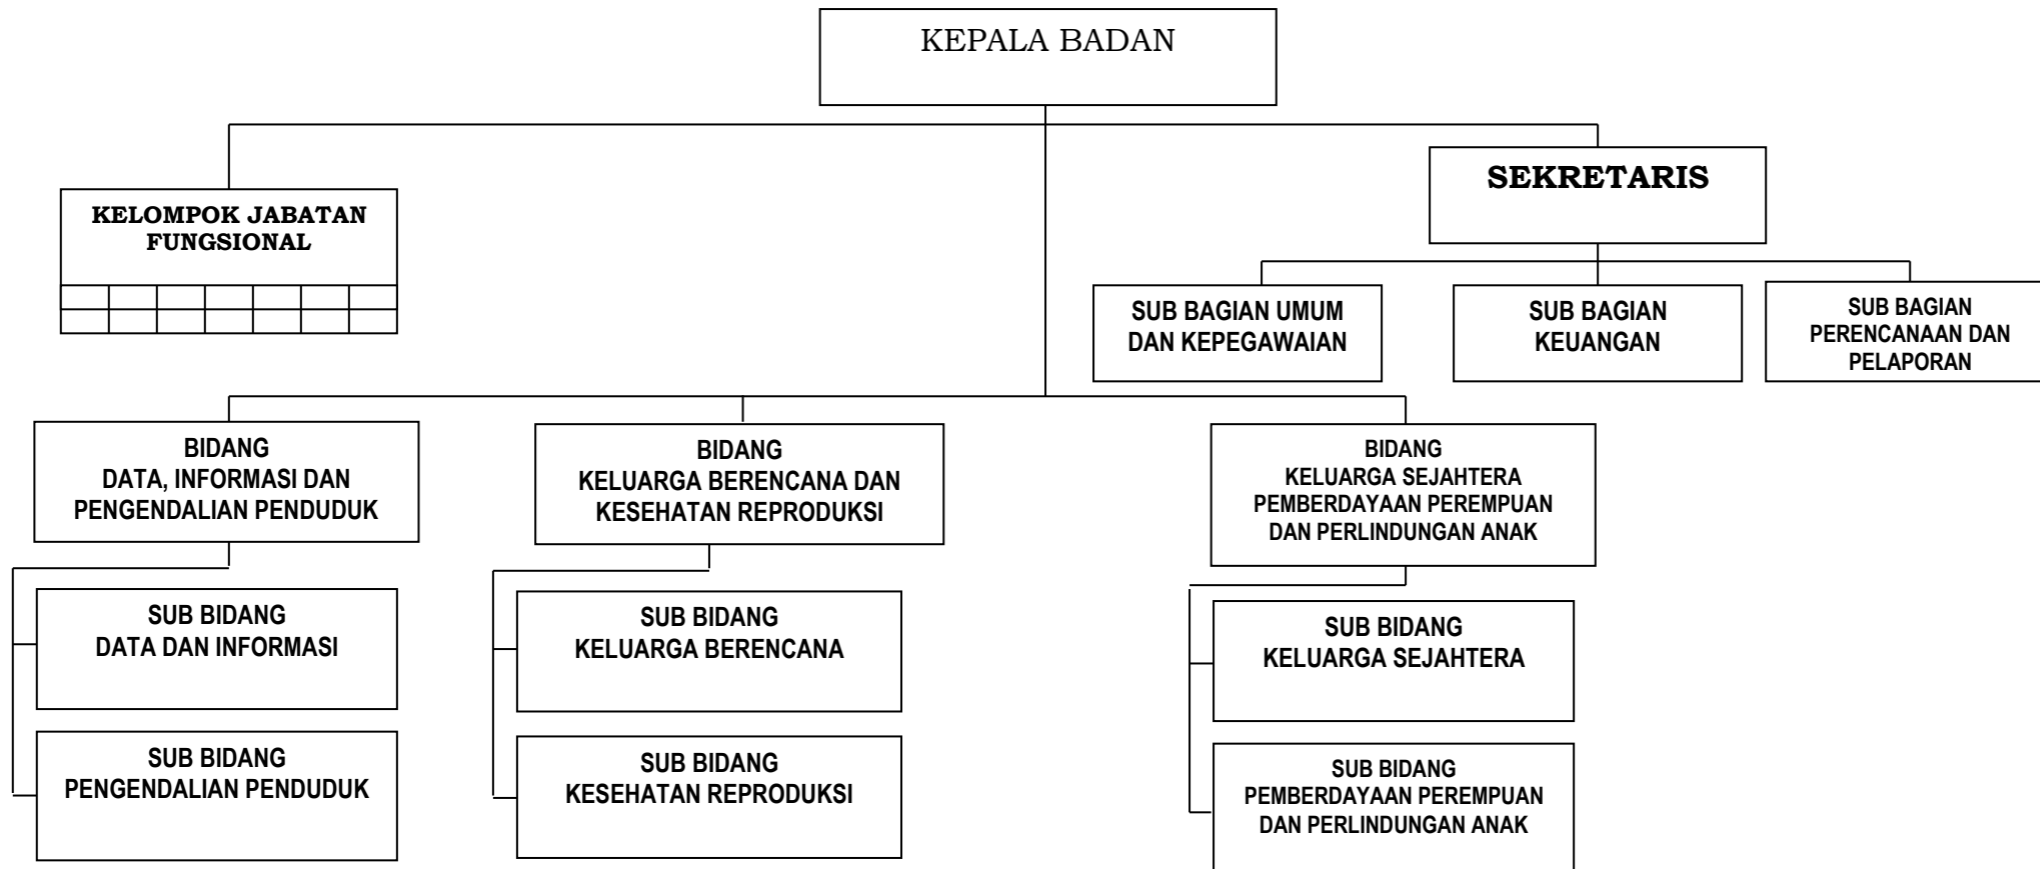 KEPALA BADAN
SEKRETARIS
KELOMPOK JABATAN
FUNGSIONAL
SUB BAGIAN UMUM
DAN KEPEGAWAIAN
SUB BAGIAN
KEUANGAN
SUB BAGIAN
PERENCANAAN DAN
PELAPORAN
BIDANG
DATA, INFORMASI DAN
PENGENDALIAN PENDUDUK
BIDANG
KELUARGA BERENCANA DAN
KESEHATAN REPRODUKSI
BIDANG
KELUARGA SEJAHTERA
PEMBERDAYAAN PEREMPUAN
DAN PERLINDUNGAN ANAK
SUB BIDANG
DATA DAN INFORMASI
SUB BIDANG
KELUARGA BERENCANA
SUB BIDANG
KELUARGA SEJAHTERA
SUB BIDANG
PENGENDALIAN PENDUDUK
SUB BIDANG
KESEHATAN REPRODUKSI
SUB BIDANG
PEMBERDAYAAN PEREMPUAN
DAN PERLINDUNGAN ANAK